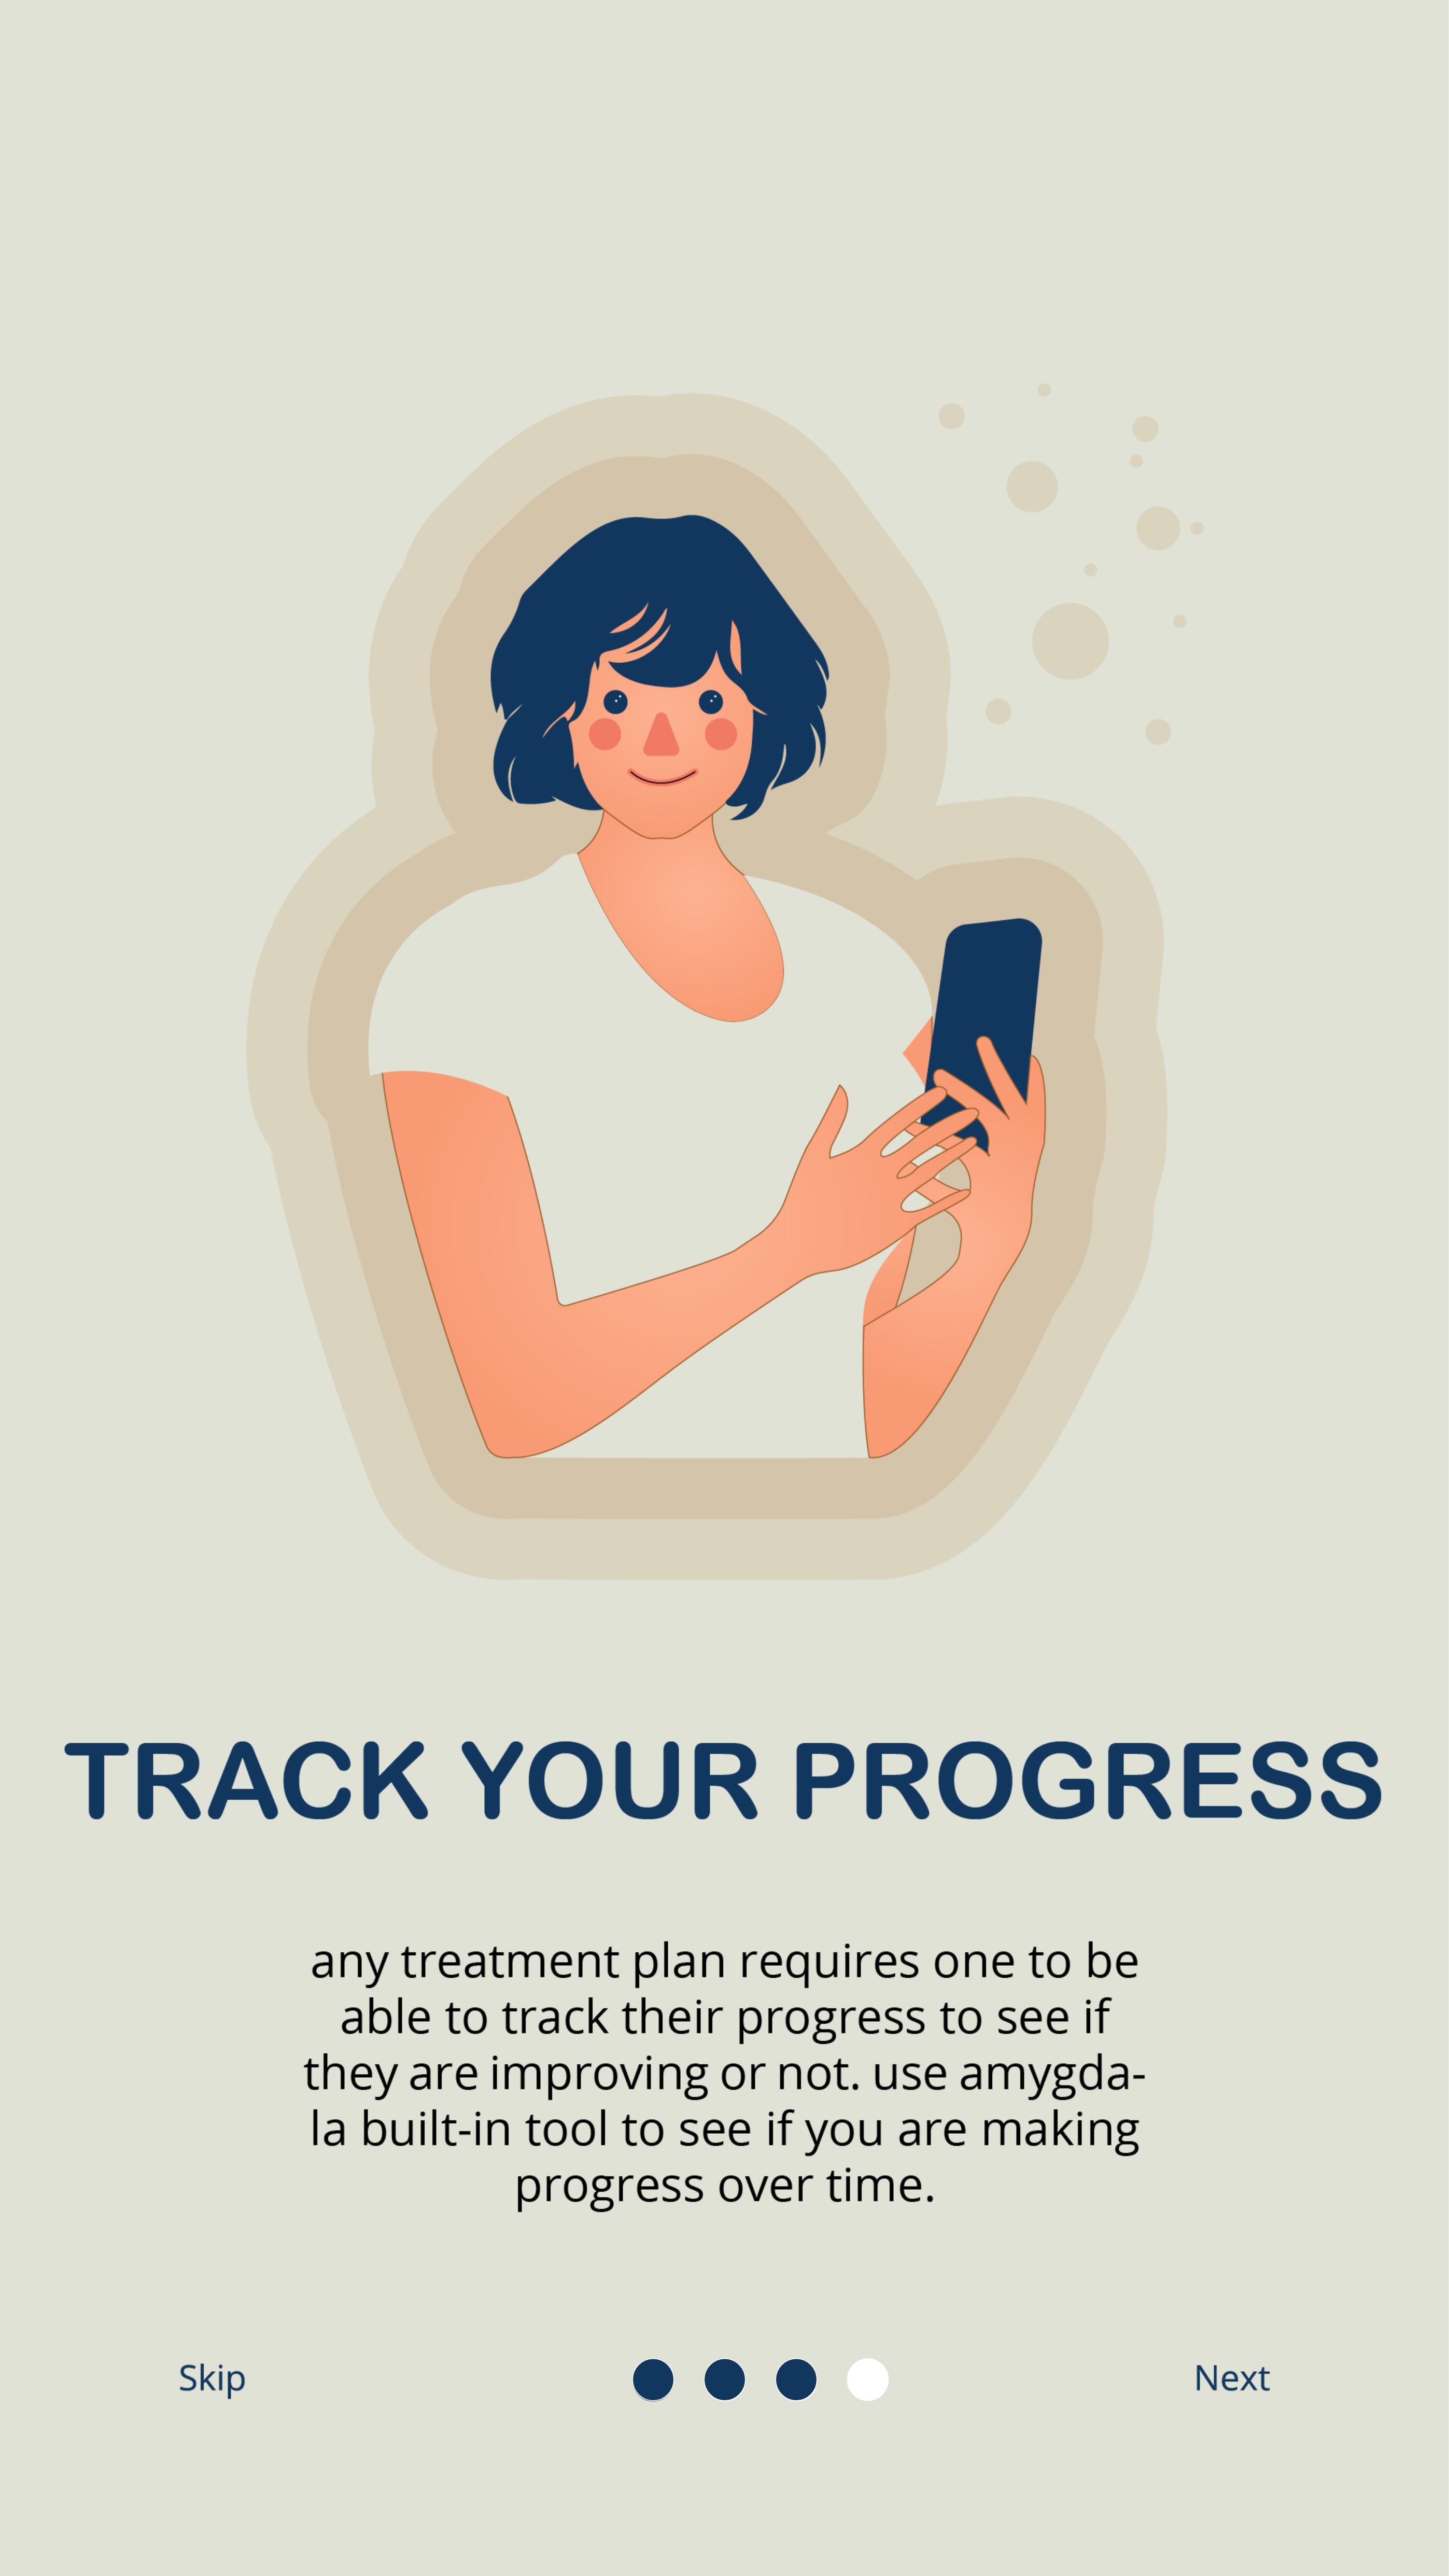 TRACK YOUR PROGRESS
any treatment plan requires one to be
able to track their progress to see if
they are improving or not. use amygda-
la built-in tool to see if you are making
progress over time.
Skip
Next